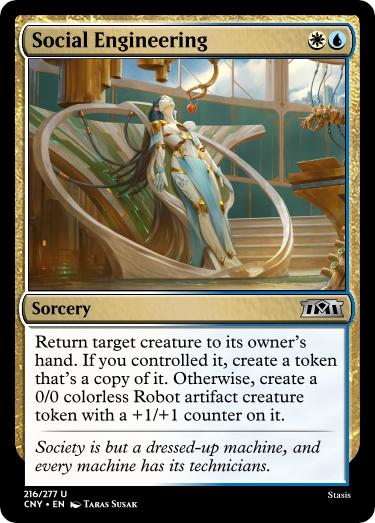 Social Engineering
Sorcery
Return target creature to its owner's
hand. If you controlled it, create a token
that's a copy of it. Otherwise, create a
0/0 colorless Robot artifact creature
token with a +1/+1 counter on it.
Society is but a dressed-up machine, and
every machine has its technicians.
216/277 U
CNY • EN Taras Susak
Stasis